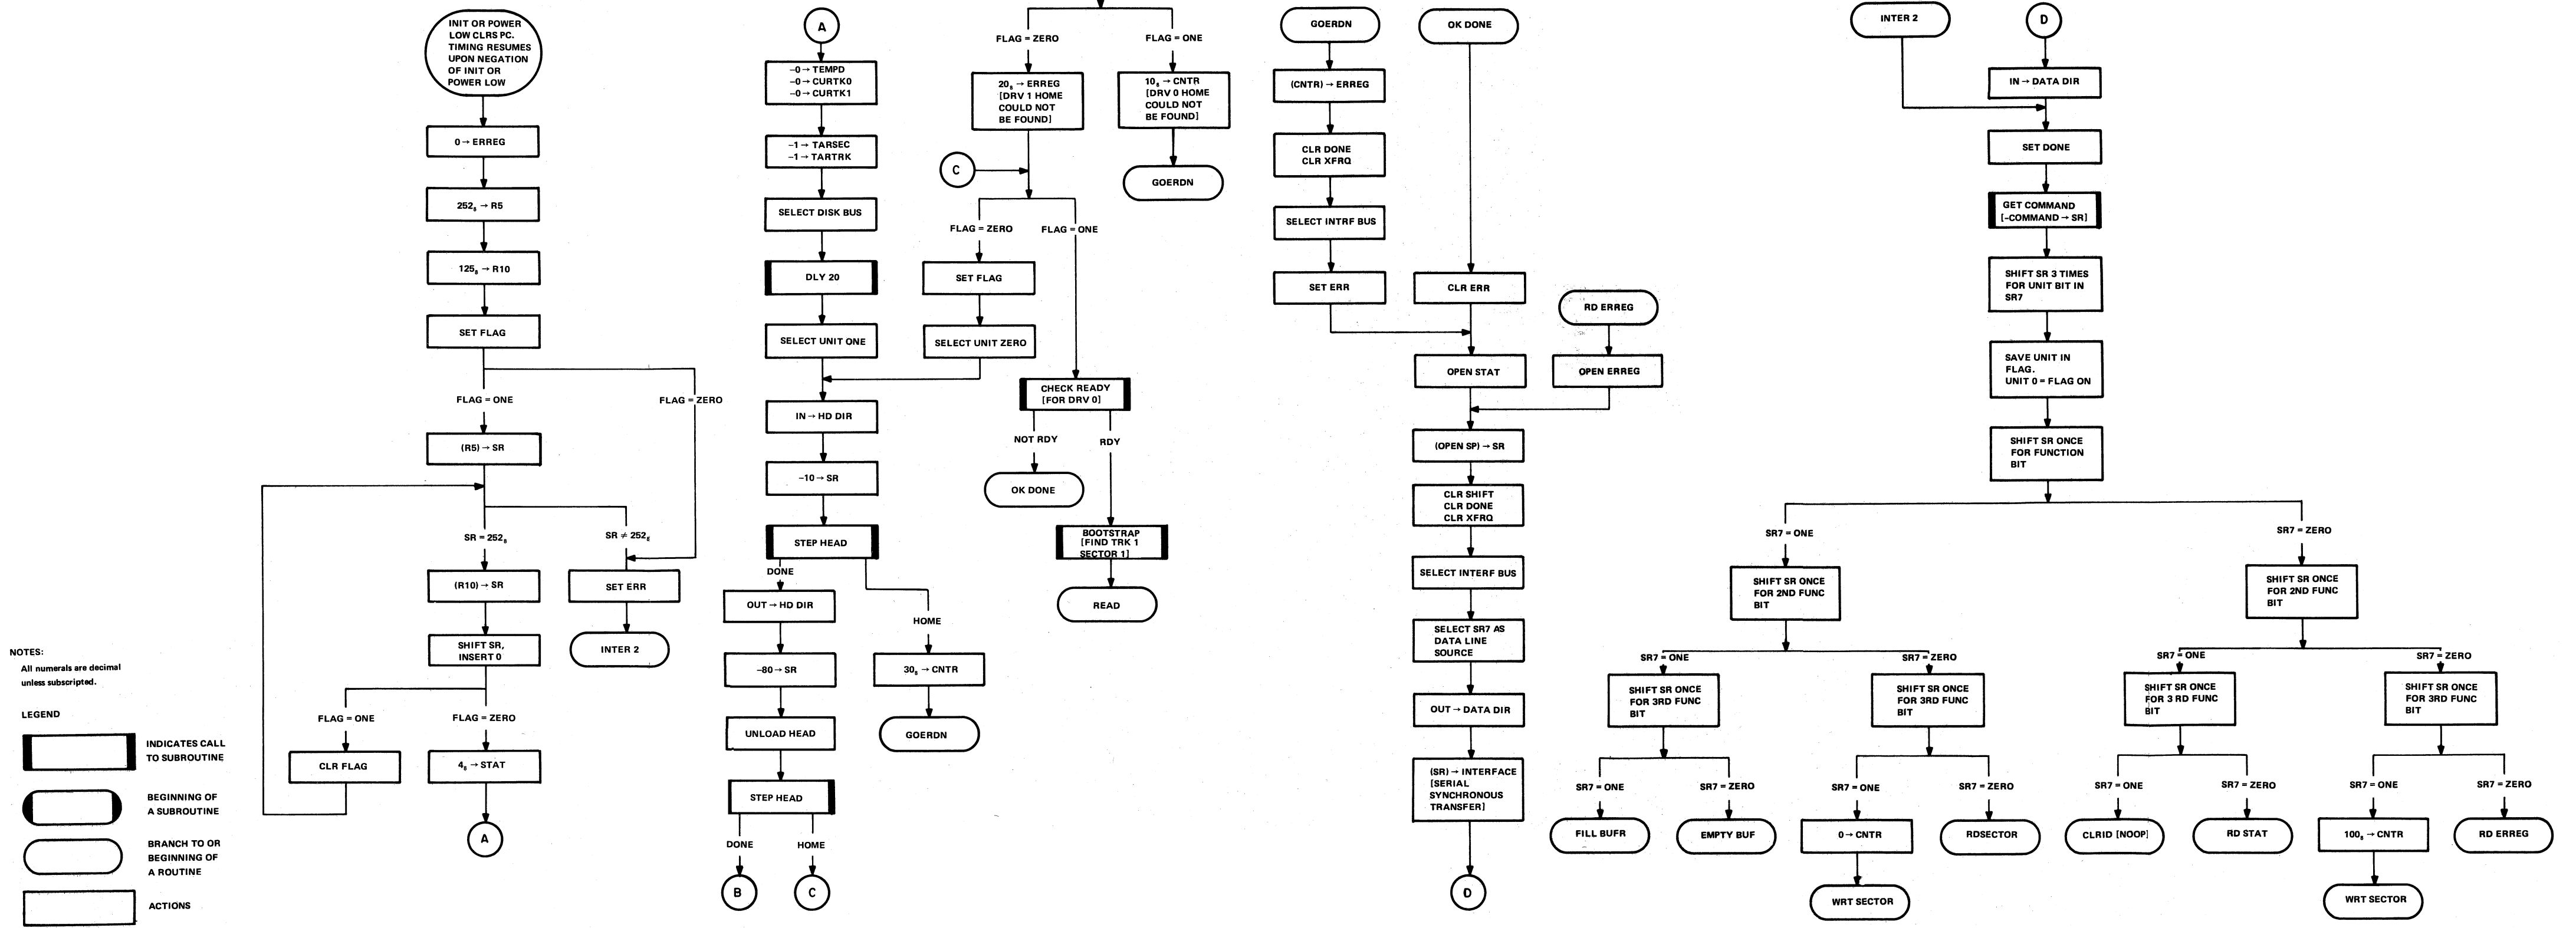 INIT OR POWER
LOW CLRS PC.
TIMING RESUMES
UPON NEGATION
OF INIT OR
POWER LOW
0 → ERREG
252₈ → R5
125₈ → R10
SET FLAG
FLAG = ONE
FLAG = ZERO
(R5) → SR
SR = 252₈
SR ≠ 252₈
(R10) → SR
SET ERR
SHIFT SR,
INSERT 0
INTER 2
FLAG = ONE
FLAG = ZERO
CLR FLAG
4₈ → STAT
A
NOTES:
All numerals are decimal
unless subscripted.
LEGEND
INDICATES CALL
TO SUBROUTINE
BEGINNING OF
A SUBROUTINE
BRANCH TO OR
BEGINNING OF
A ROUTINE
ACTIONS
A
–0 → TEMPD
–0 → CURTK0
–0 → CURTK1
–1 → TARSEC
–1 → TARTRK
SELECT DISK BUS
DLY 20
SELECT UNIT ONE
IN → HD DIR
–10 → SR
STEP HEAD
DONE
HOME
OUT → HD DIR
–80 → SR
30₈ → CNTR
UNLOAD HEAD
GOERDN
STEP HEAD
DONE
HOME
B
C
FLAG = ZERO
FLAG = ONE
20₈ → ERREG
[DRV 1 HOME
COULD NOT
BE FOUND]
10₈ → CNTR
[DRV 0 HOME
COULD NOT
BE FOUND]
C
GOERDN
FLAG = ZERO
FLAG = ONE
SET FLAG
SELECT UNIT ZERO
CHECK READY
[FOR DRV 0]
NOT RDY
RDY
OK DONE
BOOTSTRAP
[FIND TRK 1
SECTOR 1]
READ
GOERDN
OK DONE
(CNTR) → ERREG
CLR DONE
CLR XFRQ
SELECT INTRF BUS
SET ERR
CLR ERR
RD ERREG
OPEN STAT
OPEN ERREG
(OPEN SP) → SR
CLR SHIFT
CLR DONE
CLR XFRQ
SELECT INTERF BUS
SELECT SR7 AS
DATA LINE
SOURCE
OUT → DATA DIR
(SR) → INTERFACE
[SERIAL
SYNCHRONOUS
TRANSFER]
D
INTER 2
D
IN → DATA DIR
SET DONE
GET COMMAND
[-COMMAND → SR]
SHIFT SR 3 TIMES
FOR UNIT BIT IN
SR7
SAVE UNIT IN
FLAG.
UNIT 0 = FLAG ON
SHIFT SR ONCE
FOR FUNCTION
BIT
SR7 = ONE
SR7 = ZERO
SHIFT SR ONCE
FOR 2ND FUNC
BIT
SHIFT SR ONCE
FOR 2ND FUNC
BIT
SR7 = ONE
SR7 = ZERO
SR7 = ONE
SR7 = ZERO
SHIFT SR ONCE
FOR 3RD FUNC
BIT
SHIFT SR ONCE
FOR 3RD FUNC
BIT
SHIFT SR ONCE
FOR 3 RD FUNC
BIT
SHIFT SR ONCE
FOR 3RD FUNC
BIT
SR7 = ONE
SR7 = ZERO
SR7 = ONE
SR7 = ZERO
SR7 = ONE
SR7 = ZERO
SR7 = ONE
SR7 = ZERO
FILL BUFR
EMPTY BUF
0 → CNTR
RDSECTOR
CLRID [NOOP]
RD STAT
100₈ → CNTR
RD ERREG
WRT SECTOR
WRT SECTOR